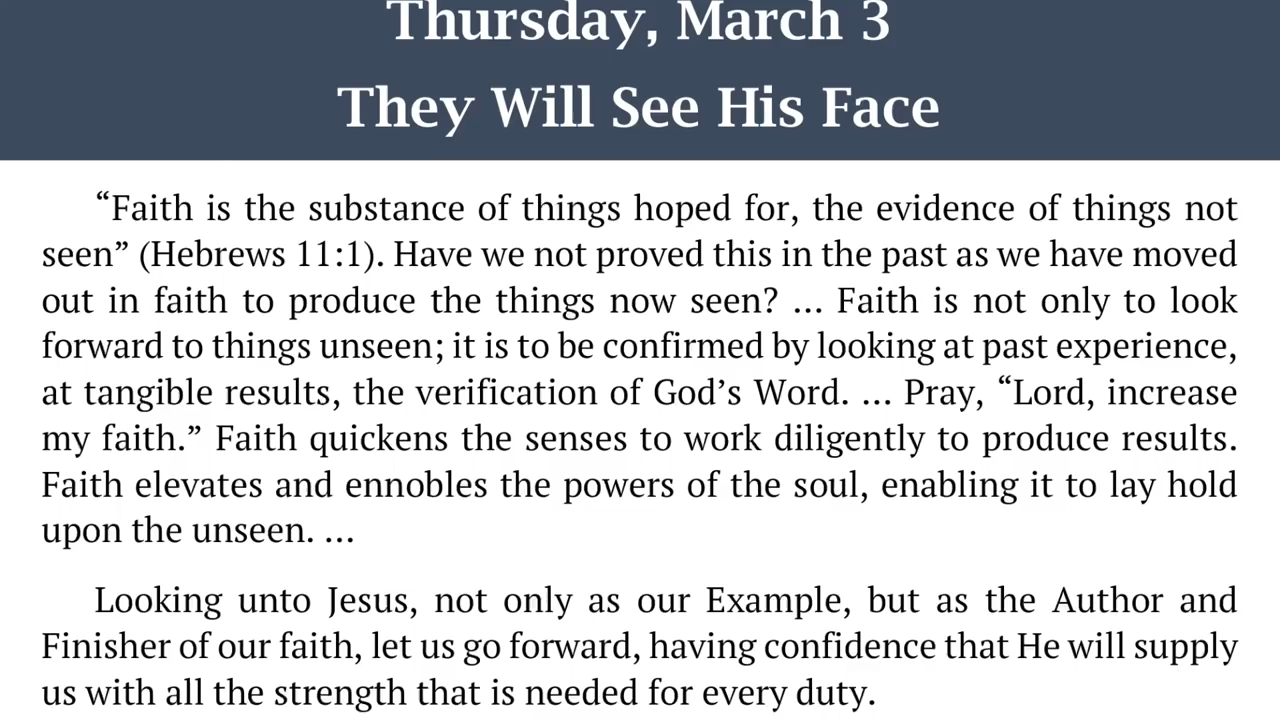 Thursday, March 3
They Will See His Face
“Faith is the substance of things hoped for, the evidence of things not
seen” (Hebrews 11:1). Have we not proved this in the past as we have moved
out in faith to produce the things now seen? ... Faith is not only to look
forward to things unseen; it is to be confirmed by looking at past experience,
at tangible results, the verification of God’s Word. ... Pray, “Lord, increase
my faith.” Faith quickens the senses to work diligently to produce results.
Faith elevates and ennobles the powers of the soul, enabling it to lay hold
upon the unseen. ...
Looking unto Jesus, not only as our Example, but as the Author and
Finisher of our faith, let us go forward, having confidence that He will supply
us with all the strength that is needed for every duty.